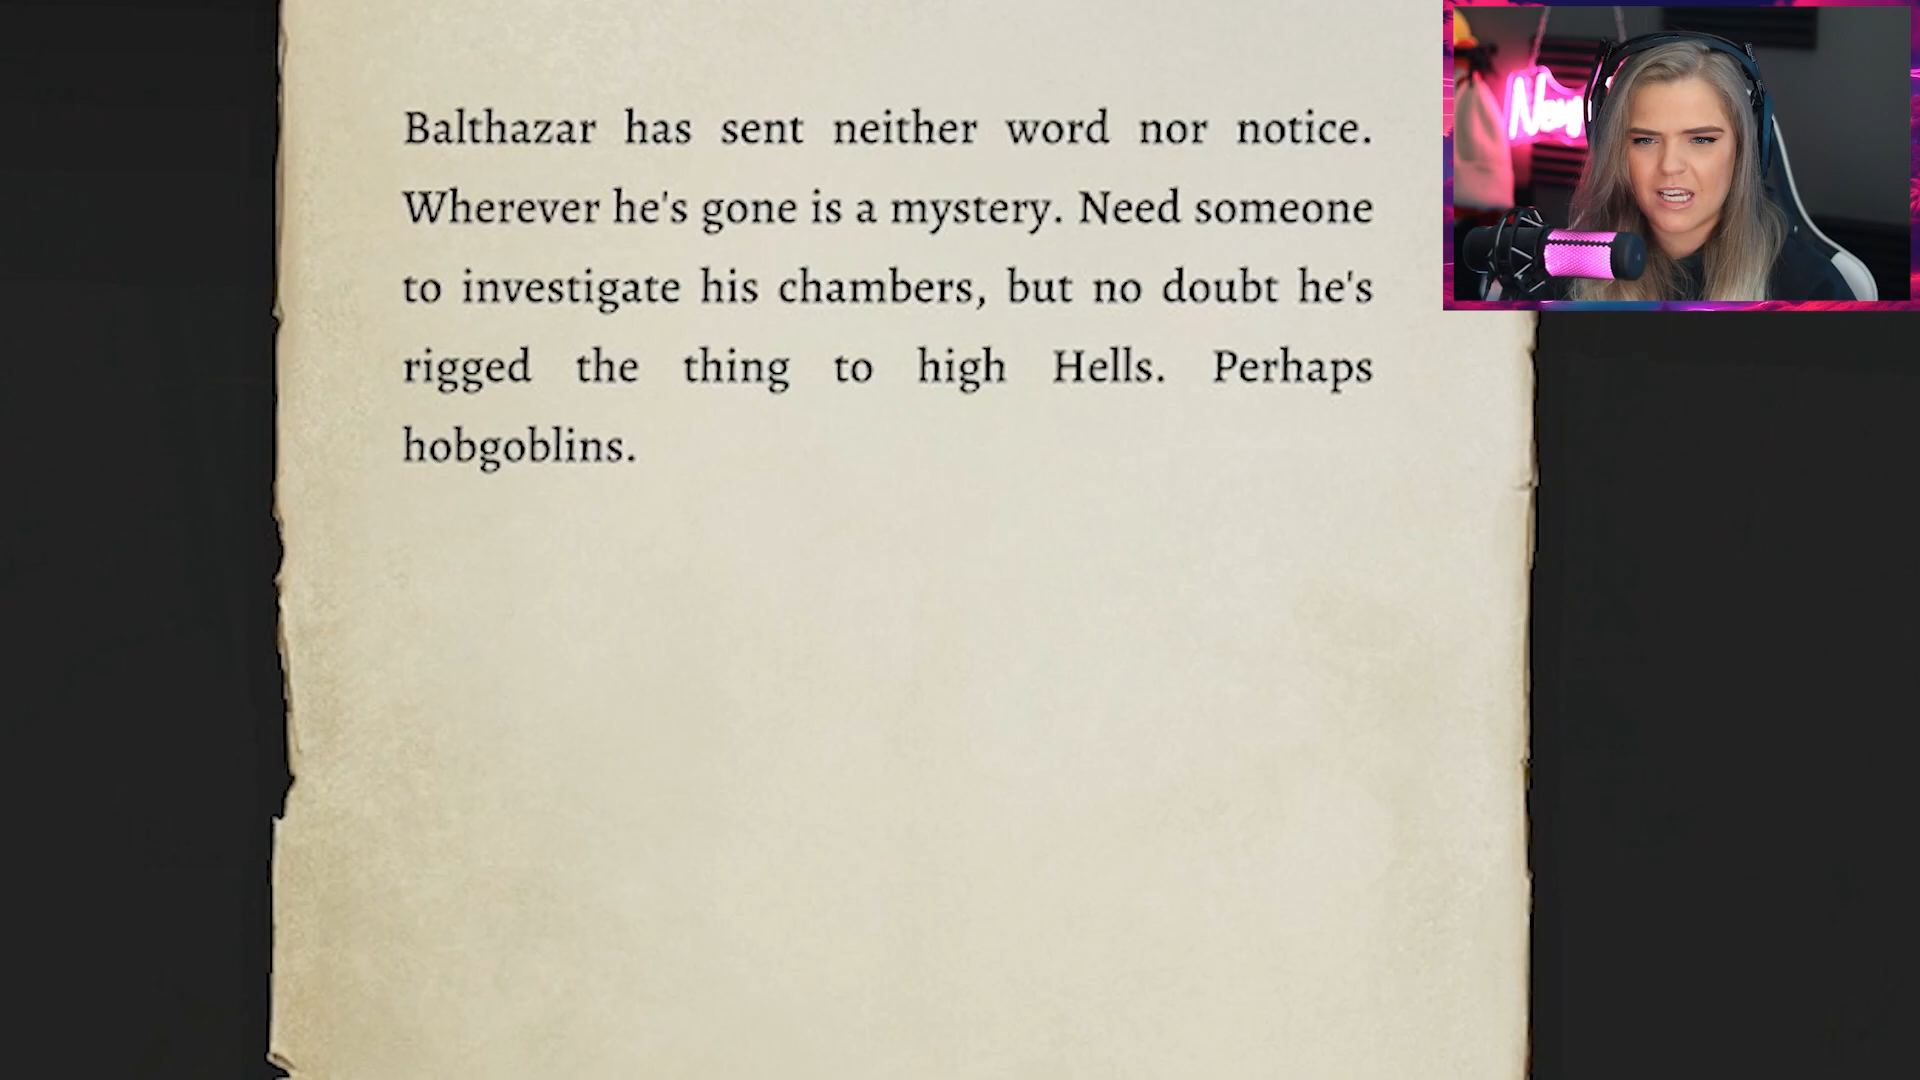 Balthazar has sent neither word nor notice.
Wherever he's gone is a mystery. Need someone
to investigate his chambers, but no doubt he's
rigged the thing to high Hells. Perhaps
hobgoblins.